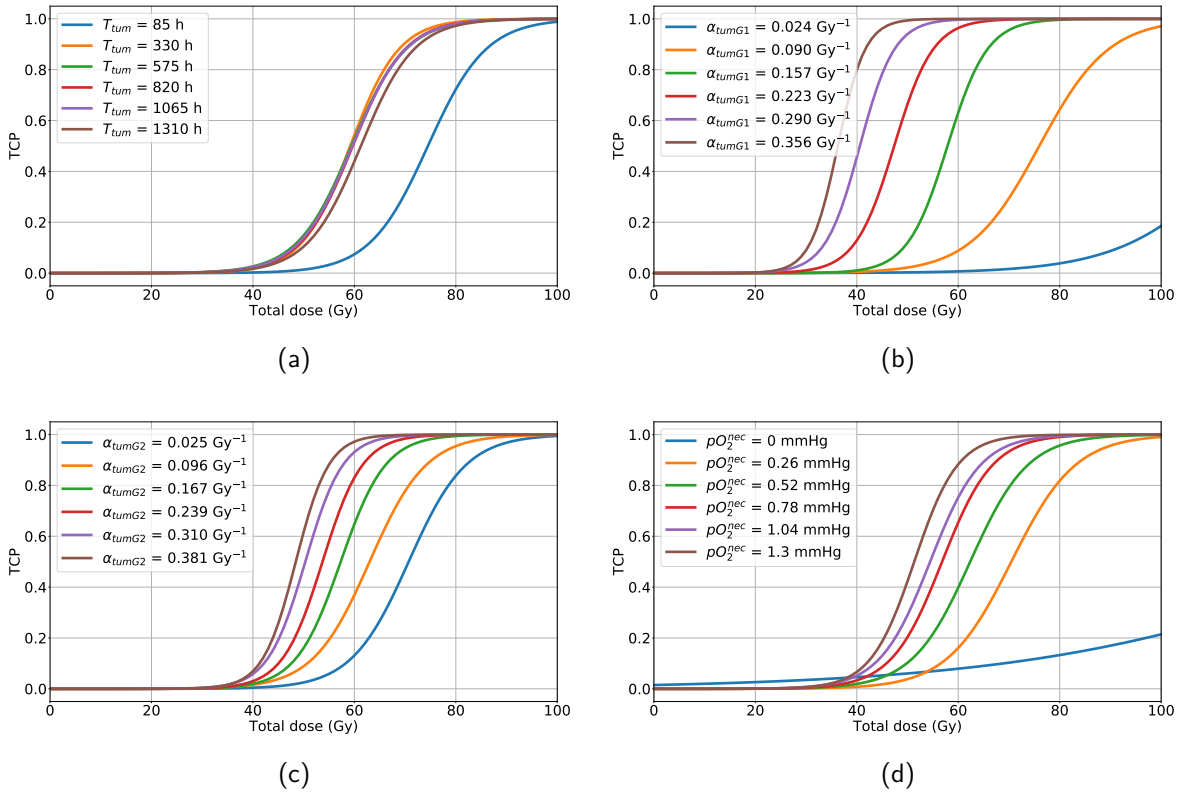 T_tum = 85 h
T_tum = 330 h
T_tum = 575 h
T_tum = 820 h
T_tum = 1065 h
T_tum = 1310 h
TCP
1.0
0.8
0.6
0.4
0.2
0.0
0 20 40 60 80 100
Total dose (Gy)
(a)
α_tumG1 = 0.024 Gy⁻¹
α_tumG1 = 0.090 Gy⁻¹
α_tumG1 = 0.157 Gy⁻¹
α_tumG1 = 0.223 Gy⁻¹
α_tumG1 = 0.290 Gy⁻¹
α_tumG1 = 0.356 Gy⁻¹
TCP
1.0
0.8
0.6
0.4
0.2
0.0
0 20 40 60 80 100
Total dose (Gy)
(b)
α_tumG2 = 0.025 Gy⁻¹
α_tumG2 = 0.096 Gy⁻¹
α_tumG2 = 0.167 Gy⁻¹
α_tumG2 = 0.239 Gy⁻¹
α_tumG2 = 0.310 Gy⁻¹
α_tumG2 = 0.381 Gy⁻¹
TCP
1.0
0.8
0.6
0.4
0.2
0.0
0 20 40 60 80 100
Total dose (Gy)
(c)
pO₂^nec = 0 mmHg
pO₂^nec = 0.26 mmHg
pO₂^nec = 0.52 mmHg
pO₂^nec = 0.78 mmHg
pO₂^nec = 1.04 mmHg
pO₂^nec = 1.3 mmHg
TCP
1.0
0.8
0.6
0.4
0.2
0.0
0 20 40 60 80 100
Total dose (Gy)
(d)